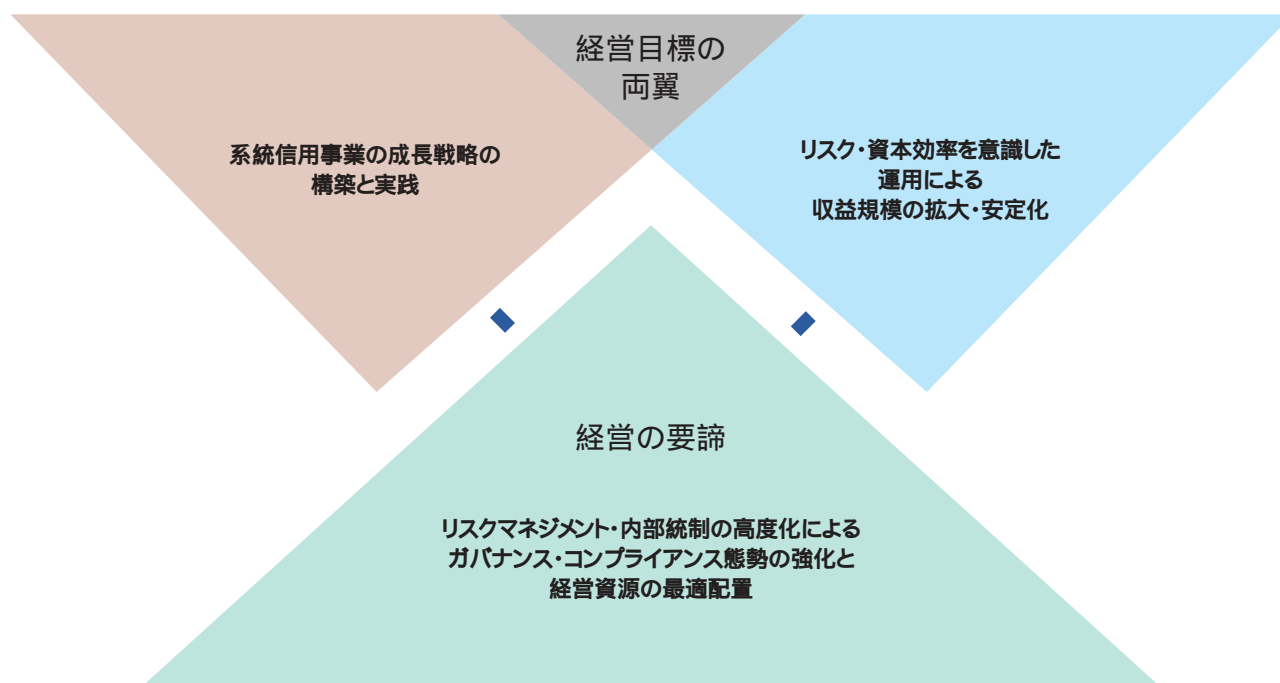 経営目標の
両翼
系統信用事業の成長戦略の
構築と実践
リスク・資本効率を意識した
運用による
収益規模の拡大・安定化
経営の要諦
リスクマネジメント・内部統制の高度化による
ガバナンス・コンプライアンス態勢の強化と
経営資源の最適配置